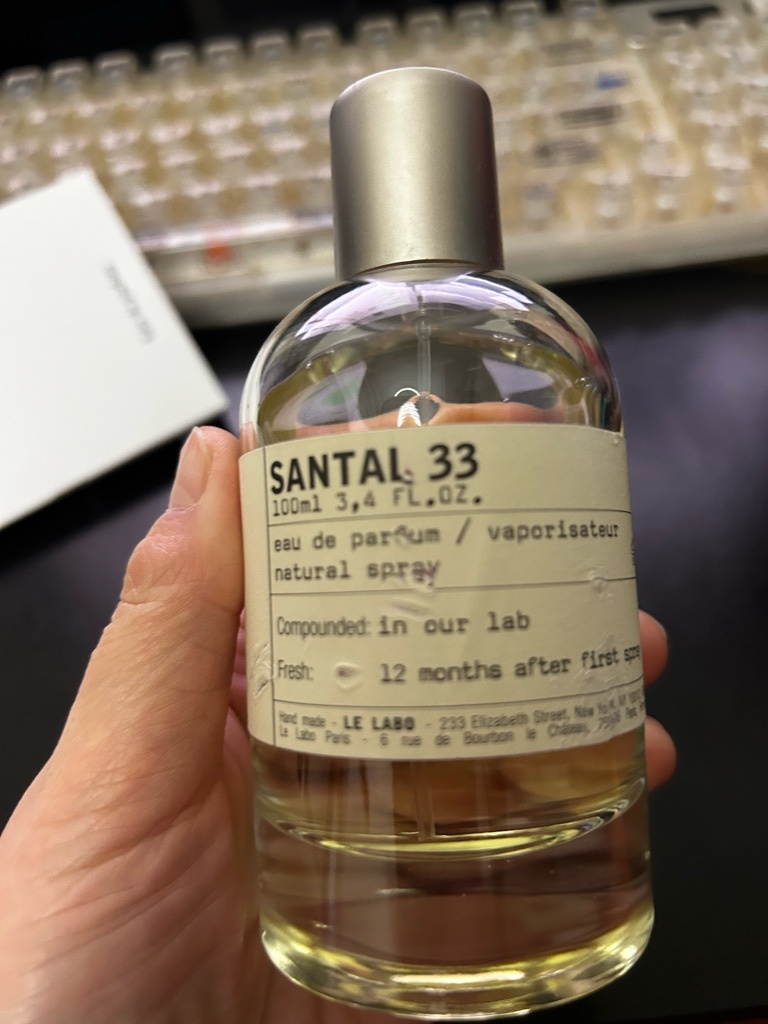 SANTAL 33
100ml 3,4 FL.OZ.
eau de parfum / vaporisateur
natural spray
Compounded: in our lab
Fresh: 12 months after first
Hand made - LE LABO - 233 Elizabeth Street, New
Le Labo Paris - 6 rue de Bourbon le Château,